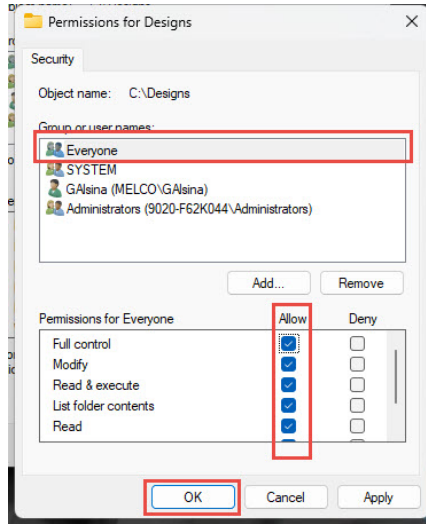 Permissions for Designs
Security
Object name: C:\Designs
Group or user names:
Everyone
SYSTEM
GAlsina (MELCO\GAlsina)
Administrators (9020-F62K044\Administrators)
Add... Remove
Permissions for Everyone Allow Deny
Full control
Modify
Read & execute
List folder contents
Read
OK Cancel Apply